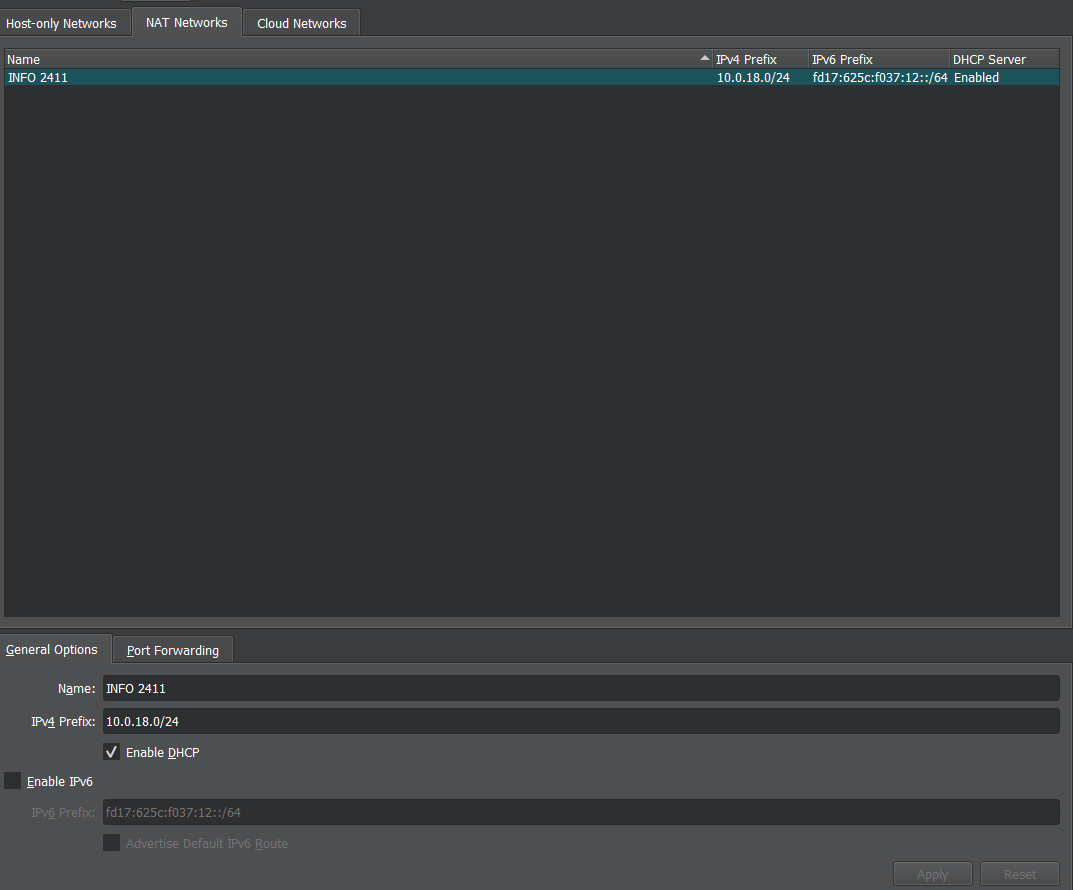 Host-only Networks NAT Networks Cloud Networks
Name IPv4 Prefix IPv6 Prefix DHCP Server
INFO 2411 10.0.18.0/24 fd17:625c:f037:12::/64 Enabled
General Options Port Forwarding
Name: INFO 2411
IPv4 Prefix: 10.0.18.0/24
Enable DHCP
Enable IPv6
IPv6 Prefix: fd17:625c:f037:12::/64
Advertise Default IPv6 Route
Apply Reset